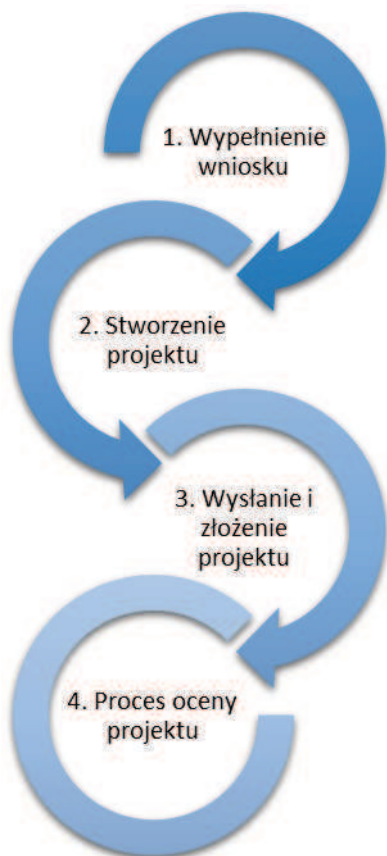 1. Wypełnienie
wniosku
2. Stworzenie
projektu
3. Wysłanie i
złożenie
projektu
4. Proces oceny
projektu